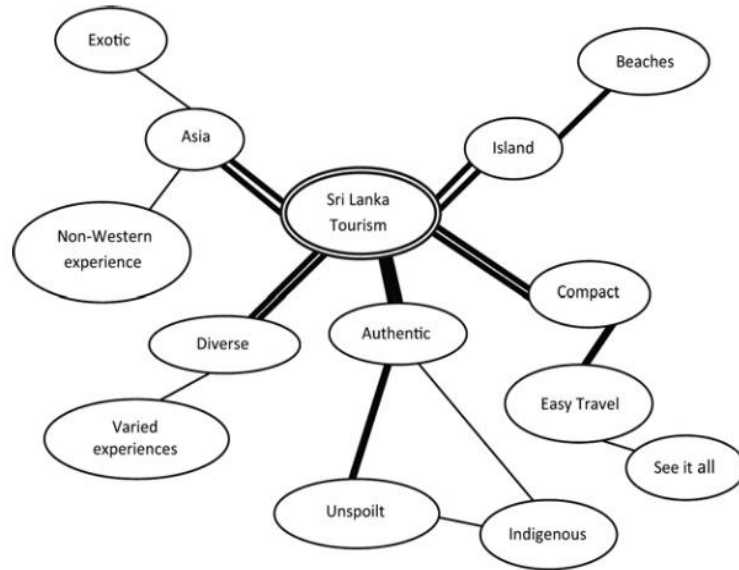 Exotic
Beaches
Asia
Island
Sri Lanka
Tourism
Non-Western
experience
Compact
Diverse
Authentic
Easy Travel
Varied
experiences
See it all
Unspoilt
Indigenous